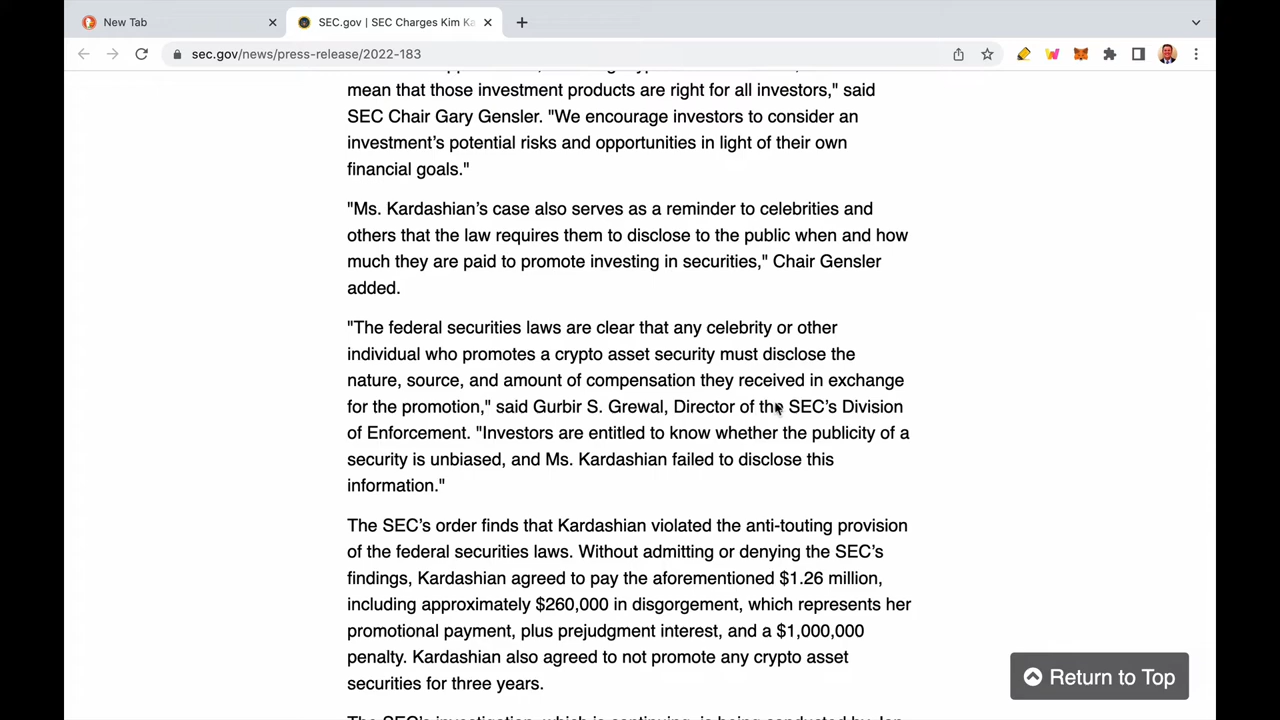 New Tab
SEC.gov | SEC Charges Kim Ka
sec.gov/news/press-release/2022-183
mean that those investment products are right for all investors," said
SEC Chair Gary Gensler. "We encourage investors to consider an
investment’s potential risks and opportunities in light of their own
financial goals."
"Ms. Kardashian’s case also serves as a reminder to celebrities and
others that the law requires them to disclose to the public when and how
much they are paid to promote investing in securities," Chair Gensler
added.
"The federal securities laws are clear that any celebrity or other
individual who promotes a crypto asset security must disclose the
nature, source, and amount of compensation they received in exchange
for the promotion," said Gurbir S. Grewal, Director of the SEC’s Division
of Enforcement. "Investors are entitled to know whether the publicity of a
security is unbiased, and Ms. Kardashian failed to disclose this
information."
The SEC’s order finds that Kardashian violated the anti-touting provision
of the federal securities laws. Without admitting or denying the SEC’s
findings, Kardashian agreed to pay the aforementioned $1.26 million,
including approximately $260,000 in disgorgement, which represents her
promotional payment, plus prejudgment interest, and a $1,000,000
penalty. Kardashian also agreed to not promote any crypto asset
securities for three years.
The SEC’s investigation, which is continuing, is being conducted by Jon
Return to Top